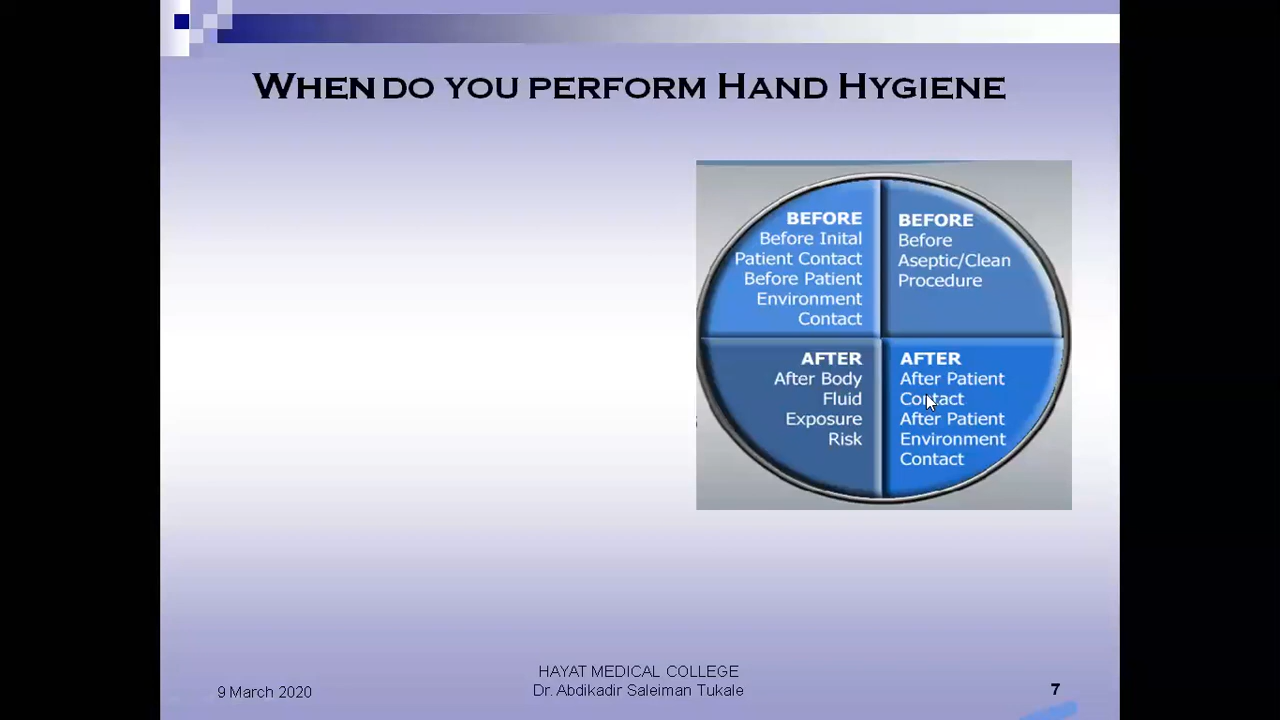 WHEN DO YOU PERFORM HAND HYGIENE
BEFORE
Before Inital
Patient Contact
Before Patient
Environment
Contact
BEFORE
Before
Aseptic/Clean
Procedure
AFTER
After Body
Fluid
Exposure
Risk
AFTER
After Patient
Contact
After Patient
Environment
Contact
9 March 2020
HAYAT MEDICAL COLLEGE
Dr. Abdikadir Saleiman Tukale
7